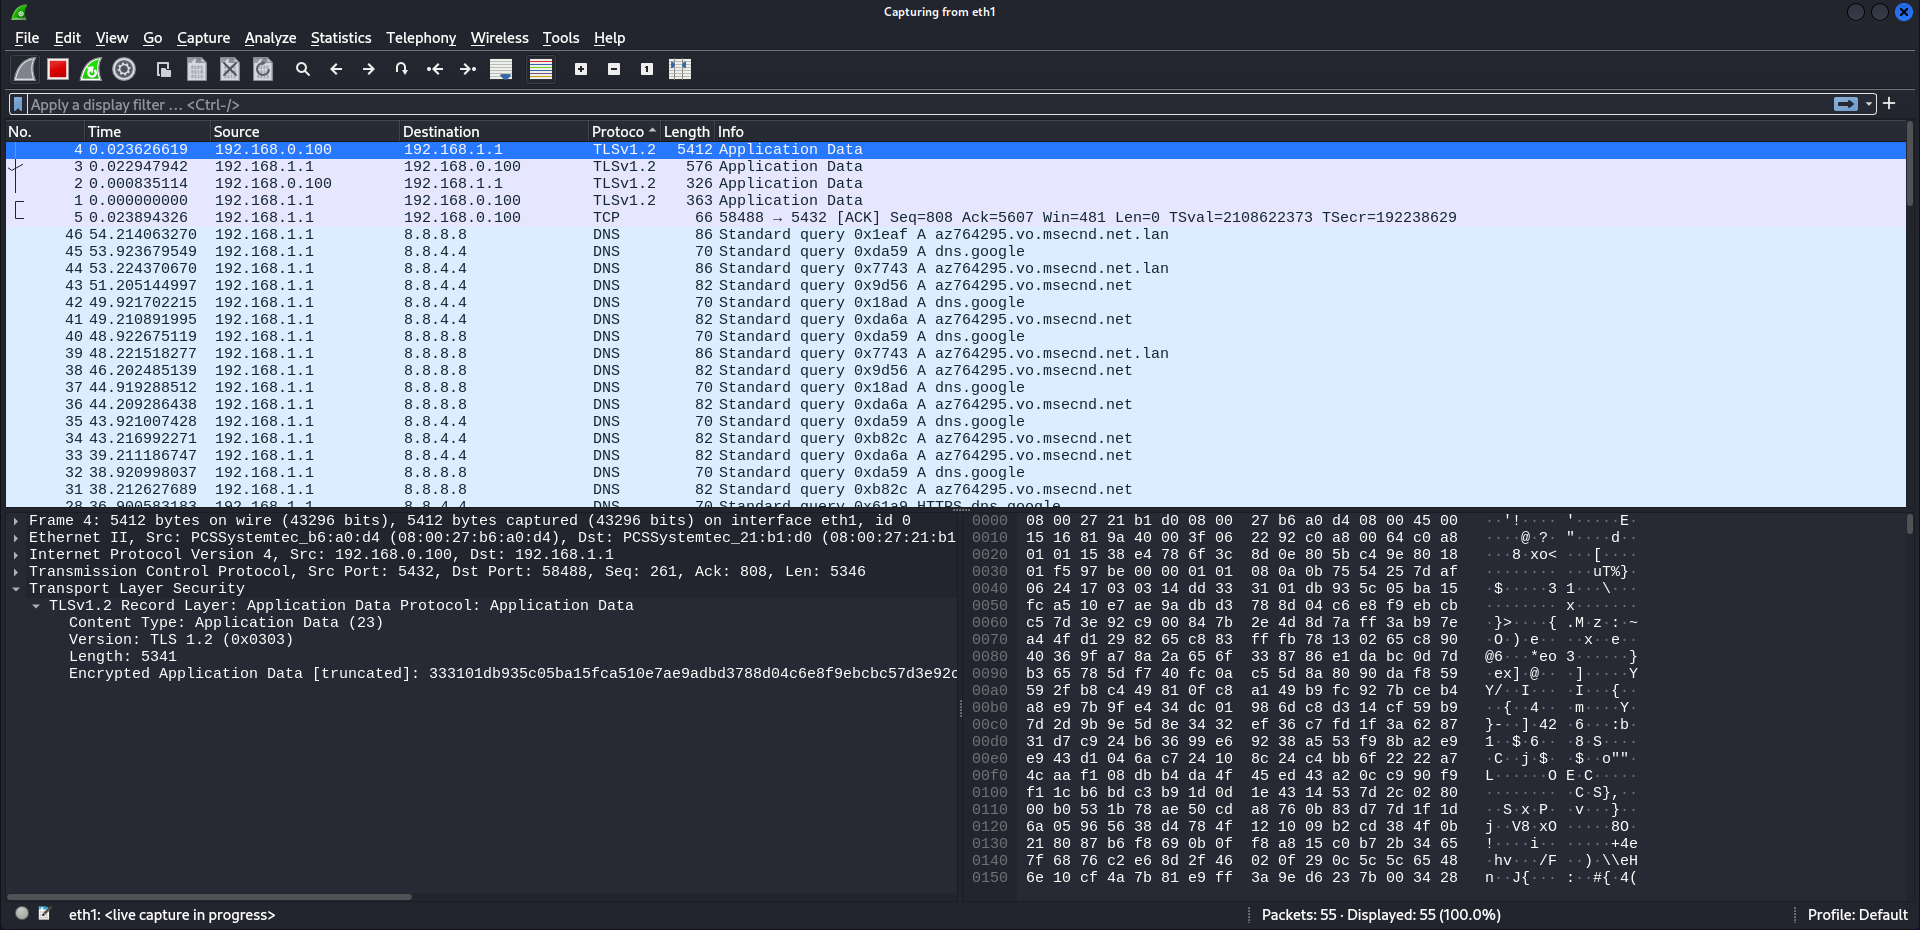 Capturing from eth1
File Edit View Go Capture Analyze Statistics Telephony Wireless Tools Help
Apply a display filter … <Ctrl-/>
No. Time Source Destination Protoco Length Info
4 0.023626619 192.168.0.100 192.168.1.1 TLSv1.2 5412 Application Data
3 0.022947942 192.168.1.1 192.168.0.100 TLSv1.2 576 Application Data
2 0.000835114 192.168.0.100 192.168.1.1 TLSv1.2 326 Application Data
1 0.000000000 192.168.1.1 192.168.0.100 TLSv1.2 363 Application Data
5 0.023894326 192.168.1.1 192.168.0.100 TCP 66 58488 → 5432 [ACK] Seq=808 Ack=5607 Win=481 Len=0 TSval=2108622373 TSecr=192238629
46 54.214063270 192.168.1.1 8.8.8.8 DNS 86 Standard query 0x1eaf A az764295.vo.msecnd.net.lan
45 53.923679549 192.168.1.1 8.8.4.4 DNS 70 Standard query 0xda59 A dns.google
44 53.224370670 192.168.1.1 8.8.4.4 DNS 86 Standard query 0x7743 A az764295.vo.msecnd.net.lan
43 51.205144997 192.168.1.1 8.8.4.4 DNS 82 Standard query 0x9d56 A az764295.vo.msecnd.net
42 49.921702215 192.168.1.1 8.8.4.4 DNS 70 Standard query 0x18ad A dns.google
41 49.210891995 192.168.1.1 8.8.4.4 DNS 82 Standard query 0xda6a A az764295.vo.msecnd.net
40 48.922675119 192.168.1.1 8.8.8.8 DNS 70 Standard query 0xda59 A dns.google
39 48.221518277 192.168.1.1 8.8.8.8 DNS 86 Standard query 0x7743 A az764295.vo.msecnd.net.lan
38 46.202485139 192.168.1.1 8.8.8.8 DNS 82 Standard query 0x9d56 A az764295.vo.msecnd.net
37 44.919288512 192.168.1.1 8.8.8.8 DNS 70 Standard query 0x18ad A dns.google
36 44.209286438 192.168.1.1 8.8.8.8 DNS 82 Standard query 0xda6a A az764295.vo.msecnd.net
35 43.921007428 192.168.1.1 8.8.4.4 DNS 70 Standard query 0xda59 A dns.google
34 43.216992271 192.168.1.1 8.8.4.4 DNS 82 Standard query 0xb82c A az764295.vo.msecnd.net
33 39.211186747 192.168.1.1 8.8.4.4 DNS 82 Standard query 0xda6a A az764295.vo.msecnd.net
32 38.920998037 192.168.1.1 8.8.8.8 DNS 70 Standard query 0xda59 A dns.google
31 38.212627689 192.168.1.1 8.8.8.8 DNS 82 Standard query 0xb82c A az764295.vo.msecnd.net
28 36.900583183 192.168.1.1 8.8.4.4 DNS 70 Standard query 0x61a9 HTTPS dns.google
Frame 4: 5412 bytes on wire (43296 bits), 5412 bytes captured (43296 bits) on interface eth1, id 0
Ethernet II, Src: PCSSystemtec_b6:a0:d4 (08:00:27:b6:a0:d4), Dst: PCSSystemtec_21:b1:d0 (08:00:27:21:b1
Internet Protocol Version 4, Src: 192.168.0.100, Dst: 192.168.1.1
Transmission Control Protocol, Src Port: 5432, Dst Port: 58488, Seq: 261, Ack: 808, Len: 5346
Transport Layer Security
TLSv1.2 Record Layer: Application Data Protocol: Application Data
Content Type: Application Data (23)
Version: TLS 1.2 (0x0303)
Length: 5341
Encrypted Application Data [truncated]: 333101db935c05ba15fca510e7ae9adbd3788d04c6e8f9ebcbc57d3e92c
0000 08 00 27 21 b1 d0 08 00 27 b6 a0 d4 08 00 45 00 ··'!···· '·····E·
0010 15 16 81 9a 40 00 3f 06 22 92 c0 a8 00 64 c0 a8 ····@·?· "····d··
0020 01 01 15 38 e4 78 6f 3c 8d 0e 80 5b c4 9e 80 18 ···8·xo< ···[····
0030 01 f5 97 be 00 00 01 01 08 0a 0b 75 54 25 7d af ········ ···uT%}·
0040 06 24 17 03 03 14 dd 33 31 01 db 93 5c 05 ba 15 ·$·····3 1···\···
0050 fc a5 10 e7 ae 9a db d3 78 8d 04 c6 e8 f9 eb cb ········ x·······
0060 c5 7d 3e 92 c9 00 84 7b 2e 4d 8d 7a ff 3a b9 7e ·}>····{ .M·z·:·~
0070 a4 4f d1 29 82 65 c8 83 ff fb 78 13 02 65 c8 90 ·O·)·e·· ··x··e··
0080 40 36 9f a7 8a 2a 65 6f 33 87 86 e1 da bc 0d 7d @6···*eo 3······}
0090 b3 65 78 5d f7 40 fc 0a c5 5d 8a 80 90 da f8 59 ·ex]·@·· ·]·····Y
00a0 59 2f b8 c4 49 81 0f c8 a1 49 b9 fc 92 7b ce b4 Y/··I··· ·I···{··
00b0 a8 e9 7b 9f e4 34 dc 01 98 6d c8 d3 14 cf 59 b9 ··{··4·· ·m····Y·
00c0 7d 2d 9b 9e 5d 8e 34 32 ef 36 c7 fd 1f 3a 62 87 }-··]·42 ·6···:b·
00d0 31 d7 c9 24 b6 36 99 e6 92 38 a5 53 f9 8b a2 e9 1··$·6·· ·8·S····
00e0 e9 43 d1 04 6a c7 24 10 8c 24 c4 bb 6f 22 22 a7 ·C··j·$· ·$··o""·
00f0 4c aa f1 08 db b4 da 4f 45 ed 43 a2 0c c9 90 f9 L······O E·C·····
0100 f1 1c b6 bd c3 b9 1d 0d 1e 43 14 53 7d 2c 02 80 ········ ·C·S},··
0110 00 b0 53 1b 78 ae 50 cd a8 76 0b 83 d7 7d 1f 1d ··S·x·P· ·v···}··
0120 6a 05 96 56 38 d4 78 4f 12 10 09 b2 cd 38 4f 0b j··V8·xO ·····8O·
0130 21 80 87 b6 f8 69 0b 0f f8 a8 15 c0 b7 2b 34 65 !····i·· ·····+4e
0140 7f 68 76 c2 e6 8d 2f 46 02 0f 29 0c 5c 5c 65 48 ·hv···/F ··)·\\eH
0150 6e 10 cf 4a 7b 81 e9 ff 3a 9e d6 23 7b 00 34 28 n··J{··· :··#{·4(
eth1: <live capture in progress>
Packets: 55 · Displayed: 55 (100.0%)
Profile: Default